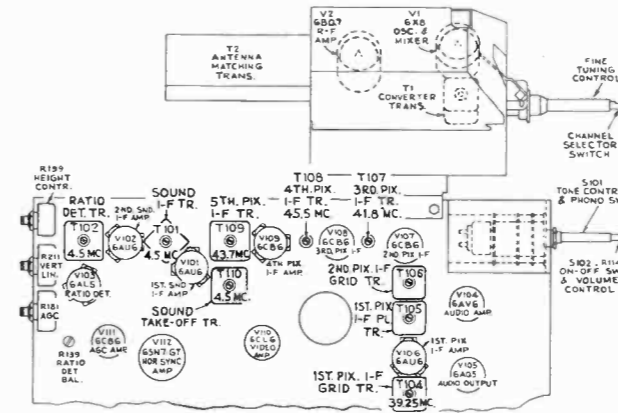 V2
6BQ7
R-F
AMP
V1
6X8
OSC. &
MIXER
T2
ANTENNA
MATCHING
TRANS.
T1
CONVERTER
TRANS.
FINE
TUNING
CONTROL
CHANNEL
SELECTOR
SWITCH
R199
HEIGHT
CONTR.
RATIO
DET. TR.
T102
4.5 MC.
2ND. SND.
I-F AMP
V102
6AU6
SOUND
I-F TR.
T101
4.5 MC.
V101
6AU6
1ST. SND
I-F AMP
5TH. PIX.
I-F TR.
T109
43.7MC.
V109
6CB6
4TH PIX
I-F AMP
T108
4TH. PIX.
I-F TR.
45.5 MC.
T107
3RD. PIX.
I-F TR.
41.8 MC.
V108
6CB6
3RD. PIX I-F
V107
6CB6
2ND. PIX I-F
S101
TONE CONTR
& PHONO SW
S102. R114
ON-OFF SW
& VOLUME
CONTROL
R211
VERT
LIN.
V103
6AL5
RATIO DET.
T110
4.5 MC.
SOUND
TAKE-OFF TR.
R181
AGC
2ND. PIX. I-F
GRID TR.
T106
1ST. PIX
I-F PL
TR.
T105
V104
6AV6
AUDIO AMP.
R139
RATIO
DET
BAL.
V111
6CB6
AGC AMP.
V112
6SN7 GT
HOR SYNC
AMP
V110
6CL6
VIDEO
AMP
1ST. PIX
I-F AMP
V106
6AU6
V105
6AQ5
AUDIO OUTPUT
1ST. PIX. I-F
GRID TR.
T104
39.25 MC.